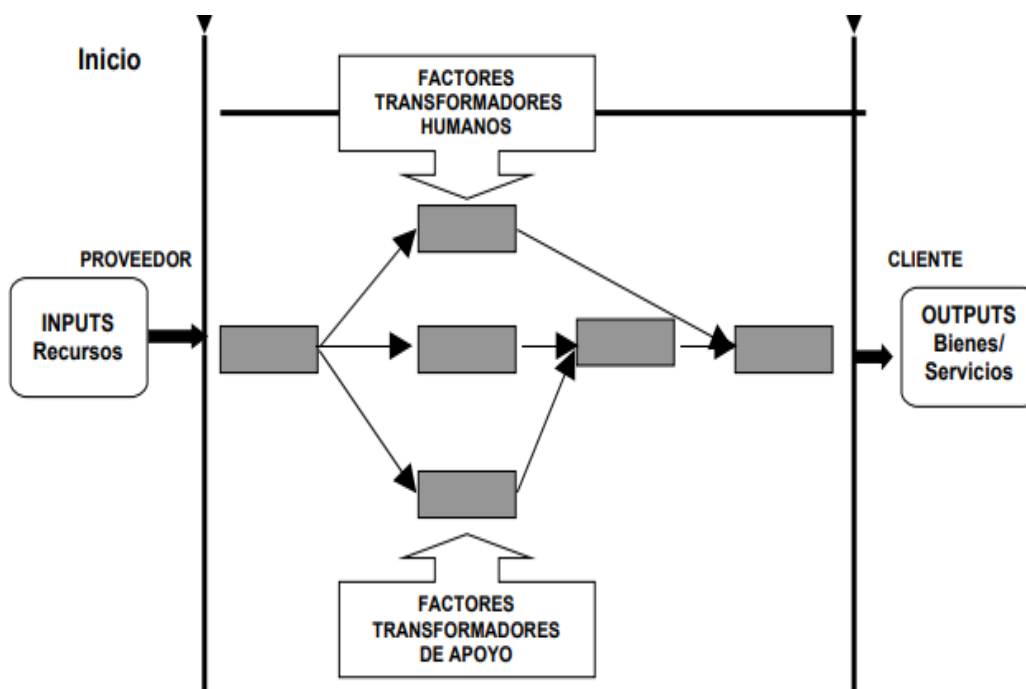 Inicio
FACTORES
TRANSFORMADORES
HUMANOS
PROVEEDOR
CLIENTE
INPUTS
Recursos
OUTPUTS
Bienes/
Servicios
FACTORES
TRANSFORMADORES
DE APOYO